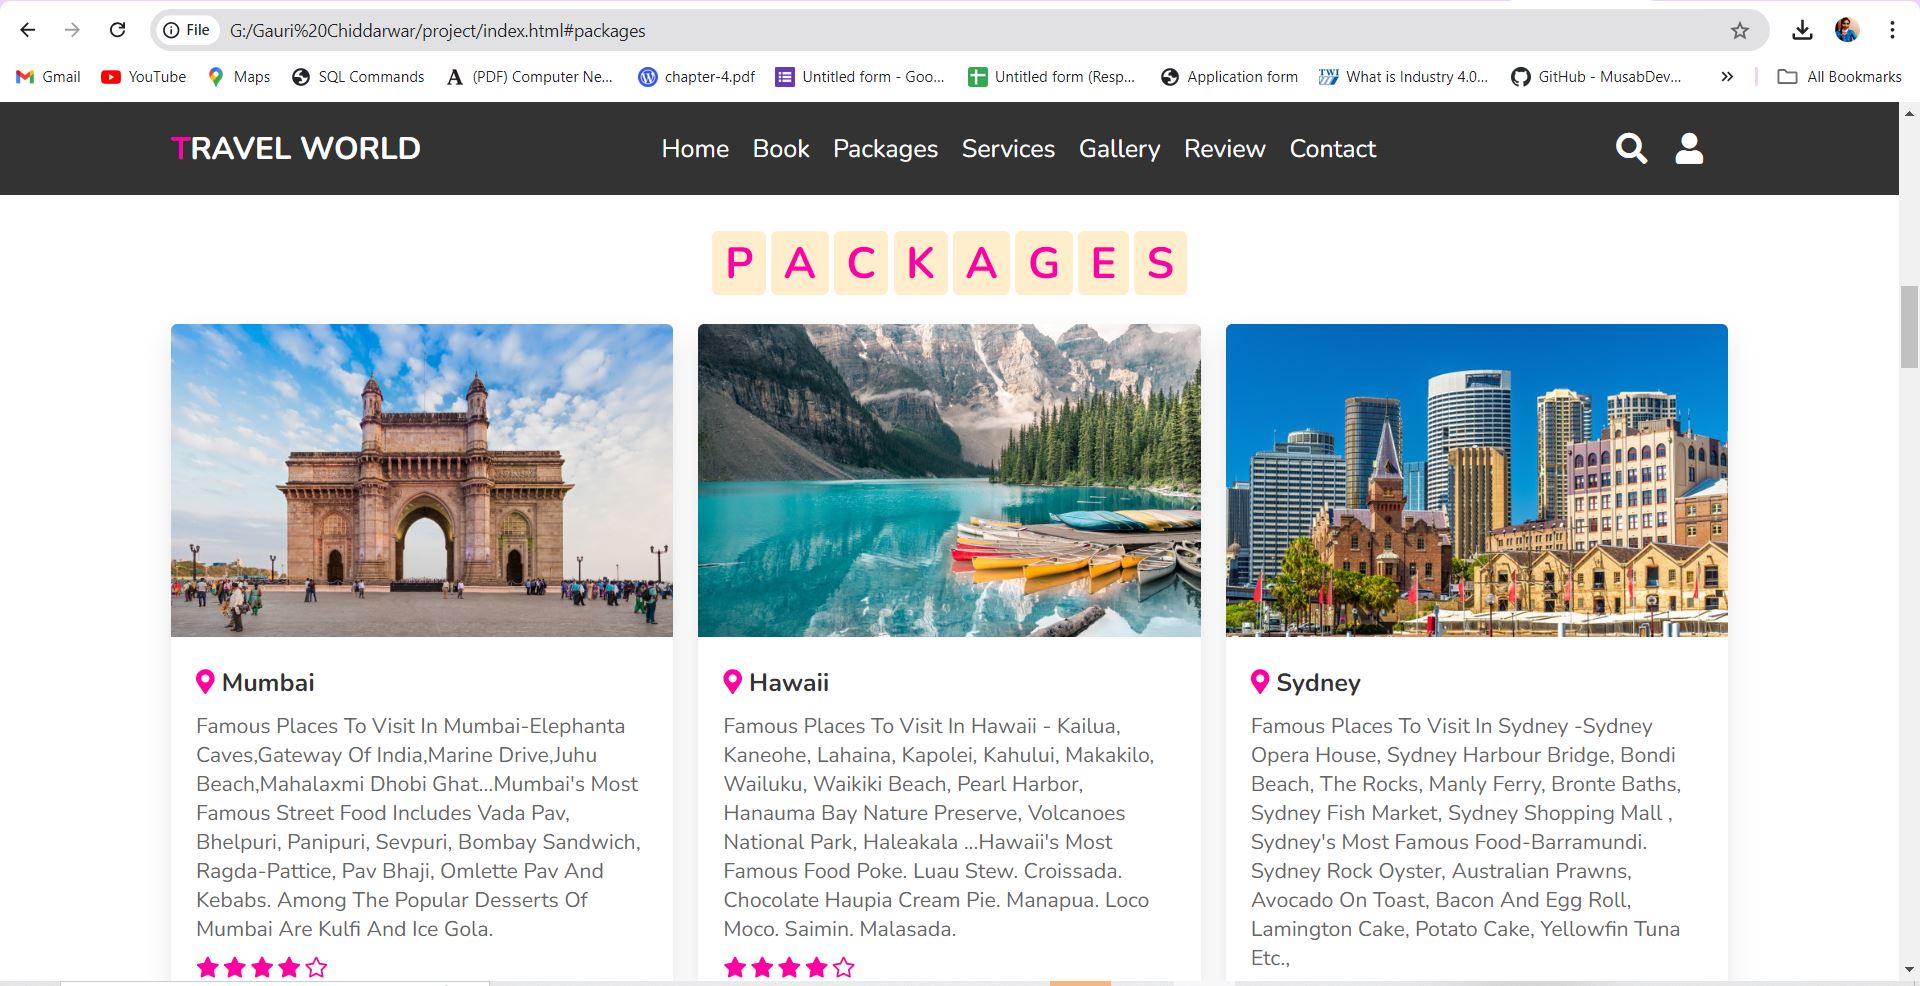 File G:/Gauri%20Chiddarwar/project/index.html#packages
Gmail YouTube Maps SQL Commands (PDF) Computer Ne... chapter-4.pdf Untitled form - Goo... Untitled form (Resp... Application form TWI What is Industry 4.0... GitHub - MusabDev... » All Bookmarks
TRAVEL WORLD Home Book Packages Services Gallery Review Contact
PACKAGES
Mumbai
Famous Places To Visit In Mumbai-Elephanta
Caves,Gateway Of India,Marine Drive,Juhu
Beach,Mahalaxmi Dhobi Ghat...Mumbai's Most
Famous Street Food Includes Vada Pav,
Bhelpuri, Panipuri, Sevpuri, Bombay Sandwich,
Ragda-Pattice, Pav Bhaji, Omlette Pav And
Kebabs. Among The Popular Desserts Of
Mumbai Are Kulfi And Ice Gola.
Hawaii
Famous Places To Visit In Hawaii - Kailua,
Kaneohe, Lahaina, Kapolei, Kahului, Makakilo,
Wailuku, Waikiki Beach, Pearl Harbor,
Hanauma Bay Nature Preserve, Volcanoes
National Park, Haleakala ...Hawaii's Most
Famous Food Poke. Luau Stew. Croissada.
Chocolate Haupia Cream Pie. Manapua. Loco
Moco. Saimin. Malasada.
Sydney
Famous Places To Visit In Sydney -Sydney
Opera House, Sydney Harbour Bridge, Bondi
Beach, The Rocks, Manly Ferry, Bronte Baths,
Sydney Fish Market, Sydney Shopping Mall ,
Sydney's Most Famous Food-Barramundi.
Sydney Rock Oyster, Australian Prawns,
Avocado On Toast, Bacon And Egg Roll,
Lamington Cake, Potato Cake, Yellowfin Tuna
Etc.,